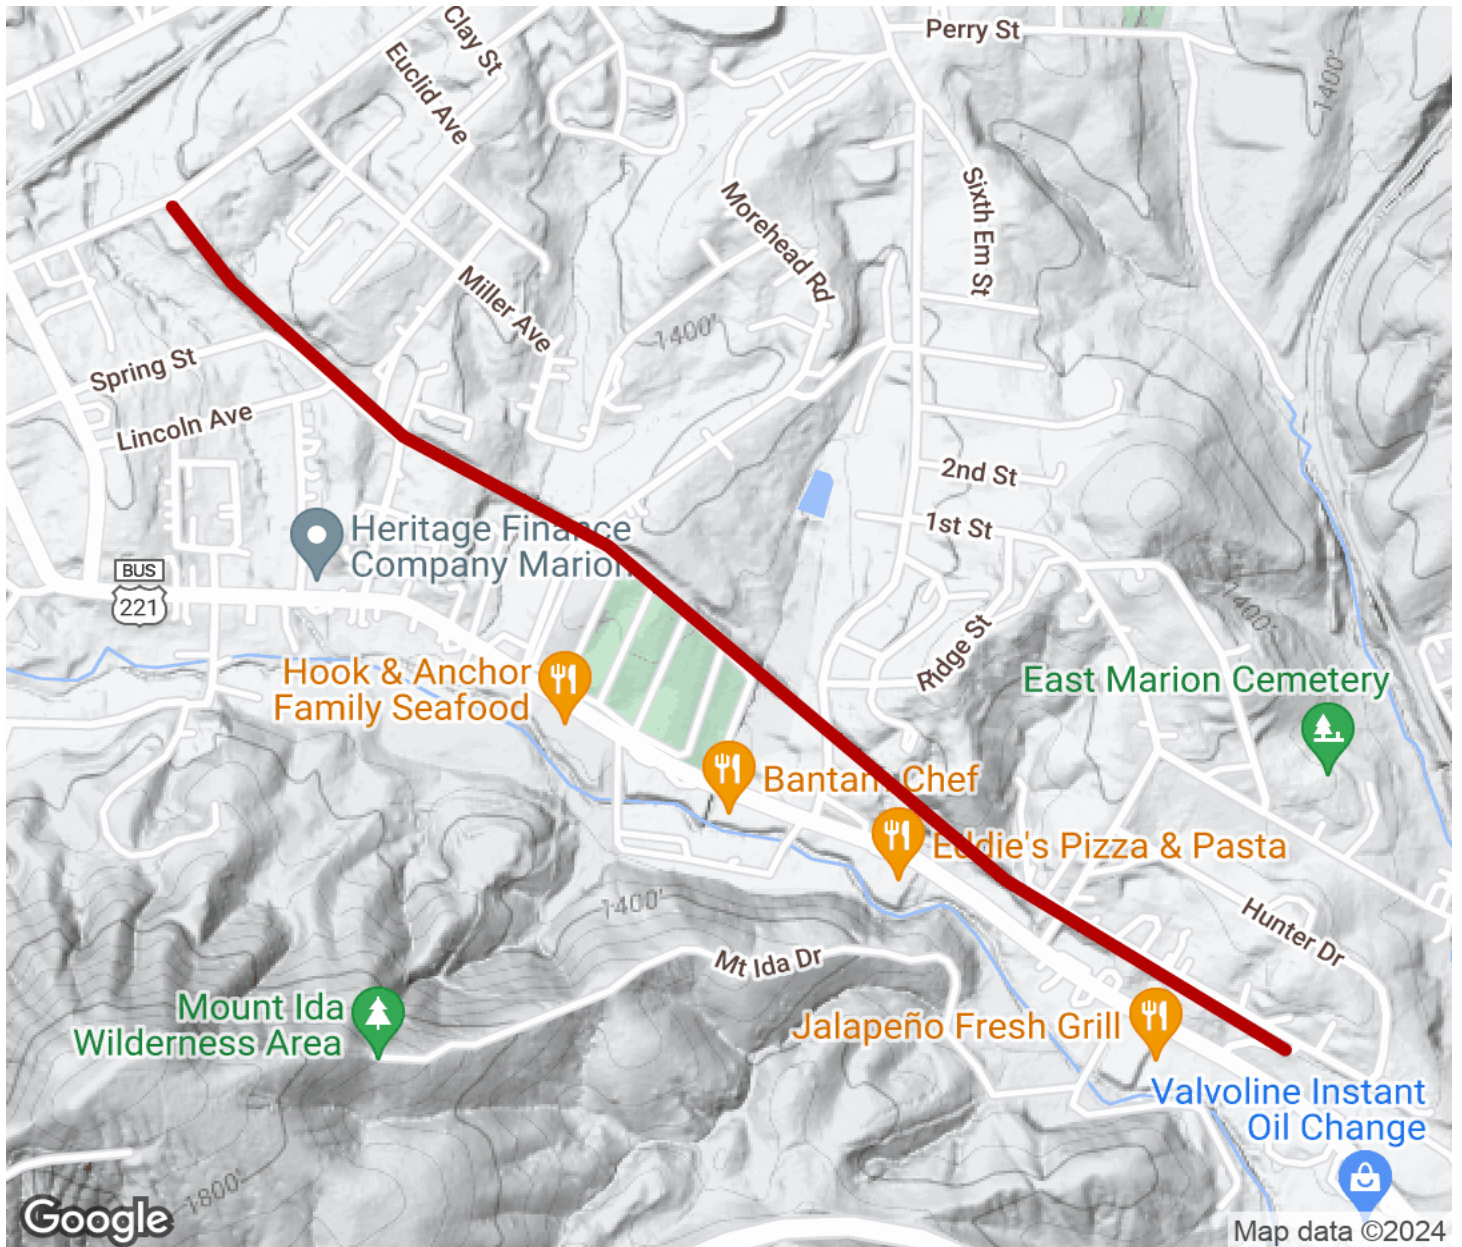 Perry St
Clay St
Euclid Ave
1400'
Sixth Em St
Morehead Rd
Miller Ave
1400'
Spring St
Lincoln Ave
2nd St
1st St
Heritage Finance
Company Marion
BUS
221
1400'
Ridge St
Hook & Anchor
Family Seafood
East Marion Cemetery
Bantam Chef
Eddie's Pizza & Pasta
1400'
Hunter Dr
Mt Ida Dr
Mount Ida
Wilderness Area
Jalapeño Fresh Grill
Valvoline Instant
Oil Change
1800'
Google
Map data ©2024